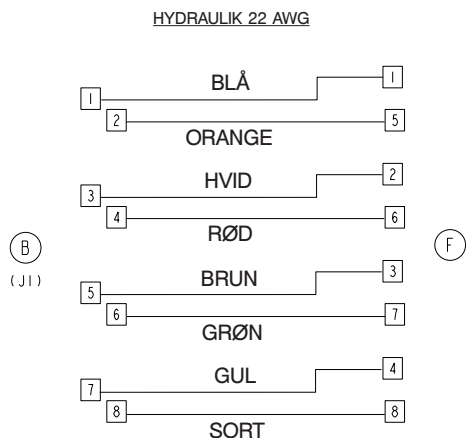 HYDRAULIK 22 AWG
1 BLÅ 1
2 ORANGE 5
3 HVID 2
4 RØD 6
B F
(J1)
5 BRUN 3
6 GRØN 7
7 GUL 4
8 SORT 8